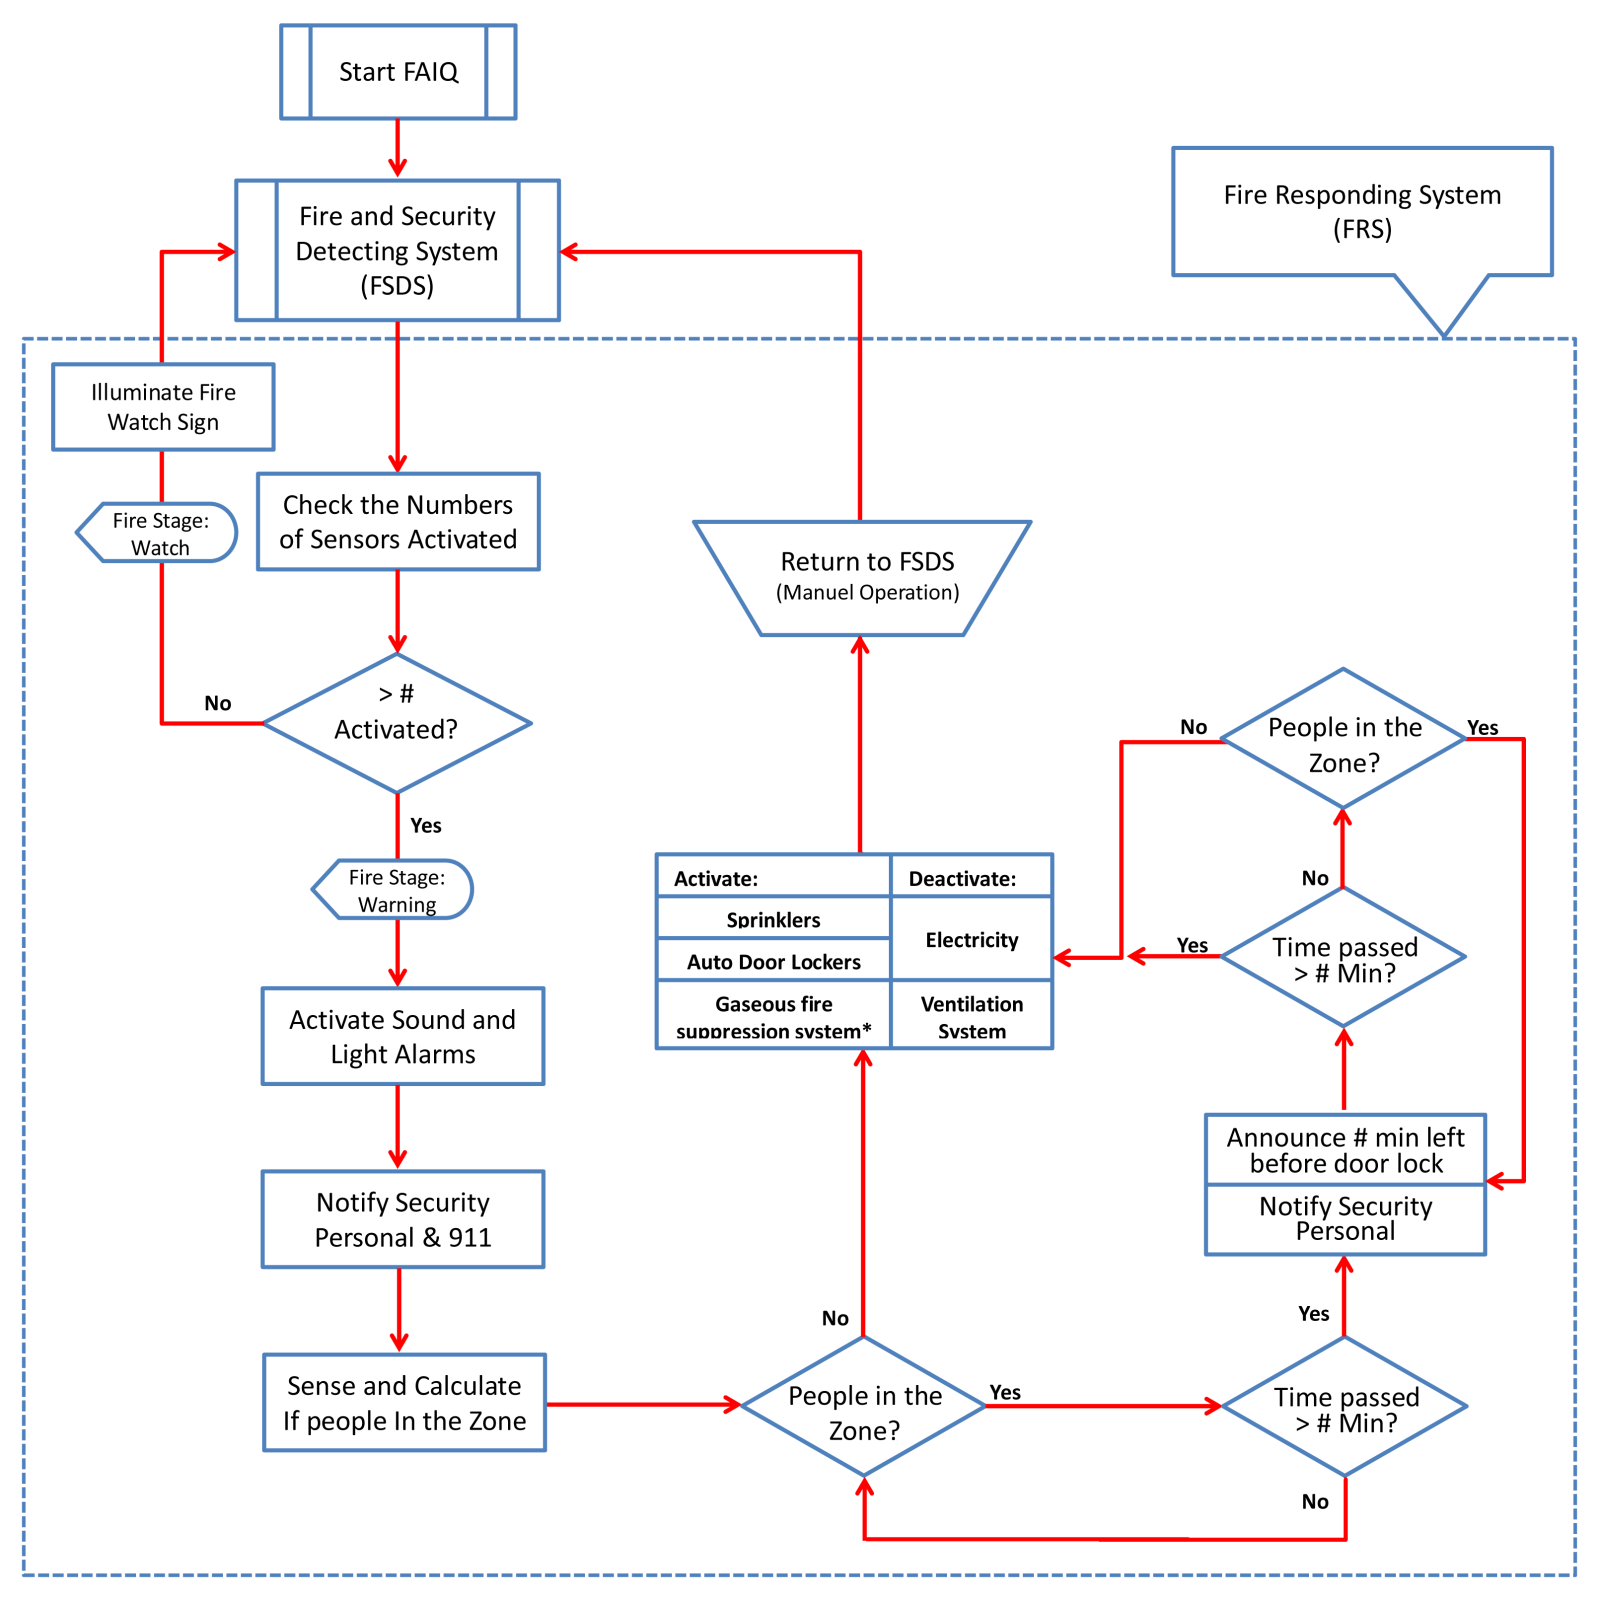 Start FAIQ
Fire and Security
Detecting System
(FSDS)
Fire Responding System
(FRS)
Illuminate Fire
Watch Sign
Check the Numbers
of Sensors Activated
Fire Stage:
Watch
Return to FSDS
(Manuel Operation)
> #
Activated?
No
Yes
Fire Stage:
Warning
Activate Sound and
Light Alarms
Notify Security
Personal & 911
Sense and Calculate
If people In the Zone
People in the
Zone?
No
Yes
Time passed
> # Min?
Yes
No
Announce # min left
before door lock
Notify Security
Personal
Time passed
> # Min?
Yes
No
People in the
Zone?
No
Yes
Activate:
Deactivate:
Sprinklers
Electricity
Auto Door Lockers
Gaseous fire
suppression system*
Ventilation
System